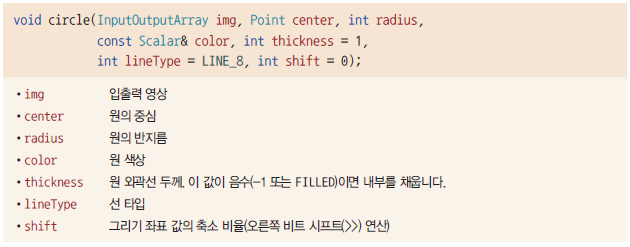 void circle(InputOutputArray img, Point center, int radius,
const Scalar& color, int thickness = 1,
int lineType = LINE_8, int shift = 0);
• img 입출력 영상
• center 원의 중심
• radius 원의 반지름
• color 원 색상
• thickness 원 외곽선 두께. 이 값이 음수(-1 또는 FILLED)이면 내부를 채웁니다.
• lineType 선 타입
• shift 그리기 좌표 값의 축소 비율(오른쪽 비트 시프트(>>) 연산)